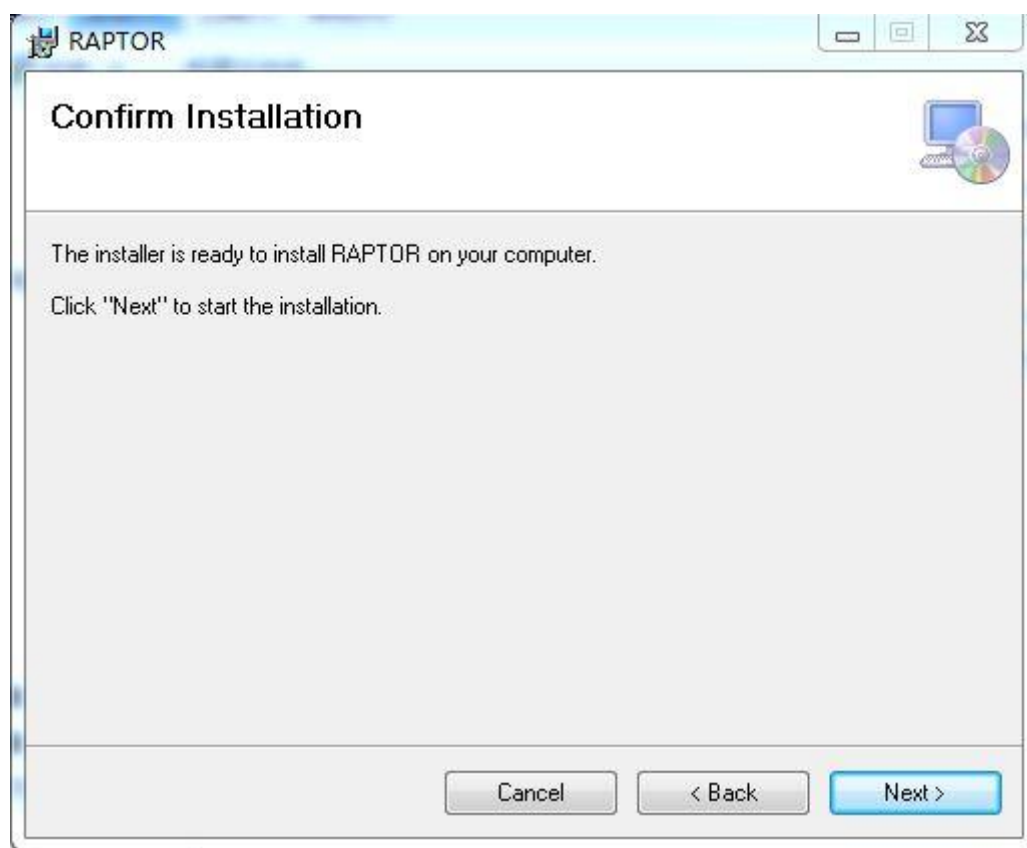 RAPTOR
Confirm Installation
The installer is ready to install RAPTOR on your computer.
Click "Next" to start the installation.
Cancel
< Back
Next >